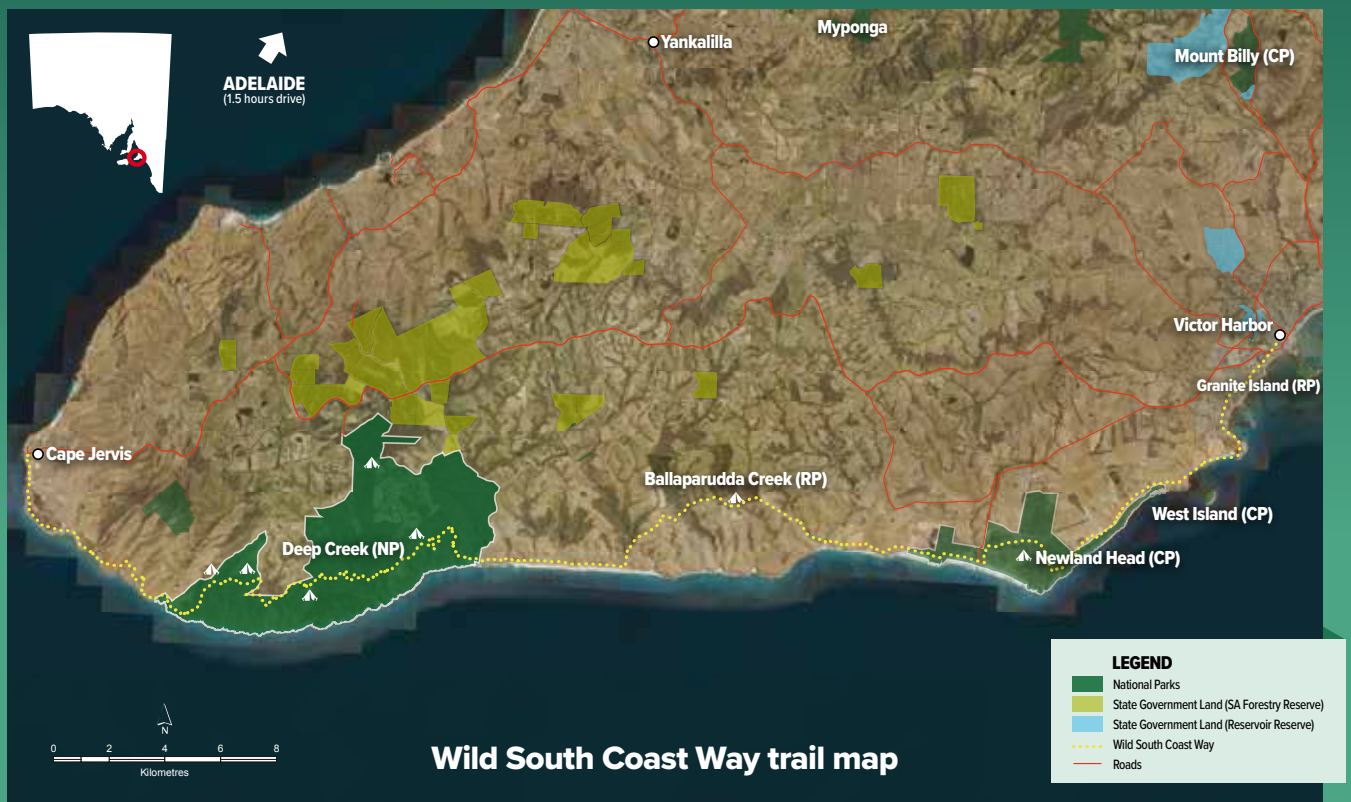 Yankalilla
Myponga
Mount Billy (CP)
ADELAIDE
(1.5 hours drive)
Victor Harbor
Granite Island (RP)
Cape Jervis
Ballaparudda Creek (RP)
West Island (CP)
Deep Creek (NP)
Newland Head (CP)
LEGEND
National Parks
State Government Land (SA Forestry Reserve)
State Government Land (Reservoir Reserve)
Wild South Coast Way
Roads
N
0 2 4 6 8
Kilometres
Wild South Coast Way trail map